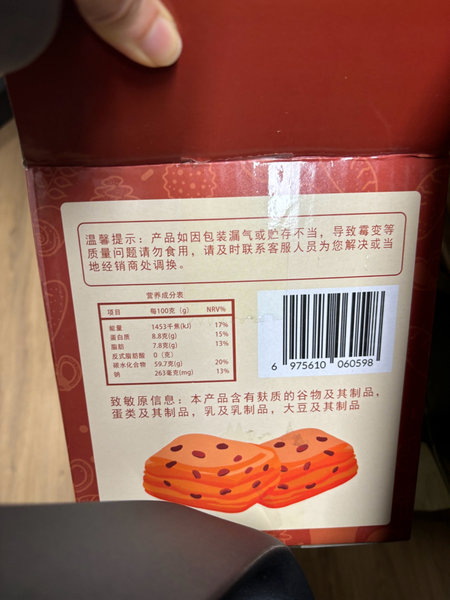 温馨提示：产品如因包装漏气或贮存不当，导致霉变等
质量问题请勿食用，请及时联系客服人员为您解决或当
地经销商处调换。
营养成分表
项目 每100克（g） NRV%
能量 1453千焦(kJ) 17%
蛋白质 8.8克(g) 15%
脂肪 7.8克(g) 13%
反式脂肪酸 0（克）
碳水化合物 59.7克(g) 20%
钠 263毫克(mg) 13%
6 975610 060598
致敏原信息：本产品含有麸质的谷物及其制品，
蛋类及其制品，乳及乳制品，大豆及其制品